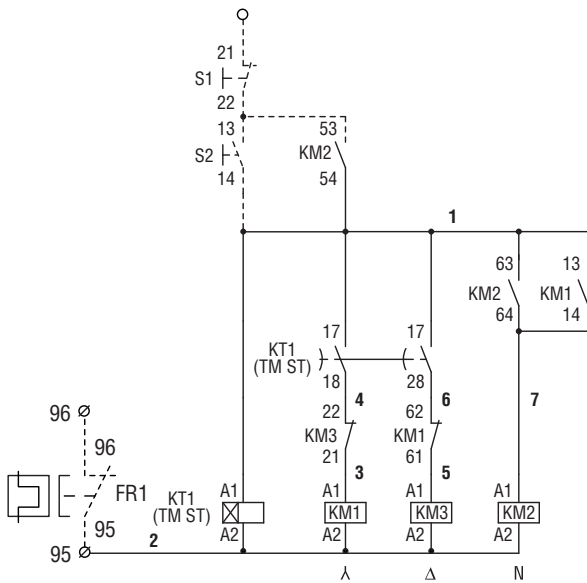 21
S1
22
13
53
S2
KM2
14
54
1
63
13
KM2
KM1
64
14
17
17
KT1
(TM ST)
18
4
28
6
7
96
22
62
96
KM3
KM1
21
3
61
5
FR1
KT1
(TM ST)
A1
A1
A1
A1
KM1
KM3
KM2
95
95
2
A2
A2
A2
A2
⅄
Δ
N